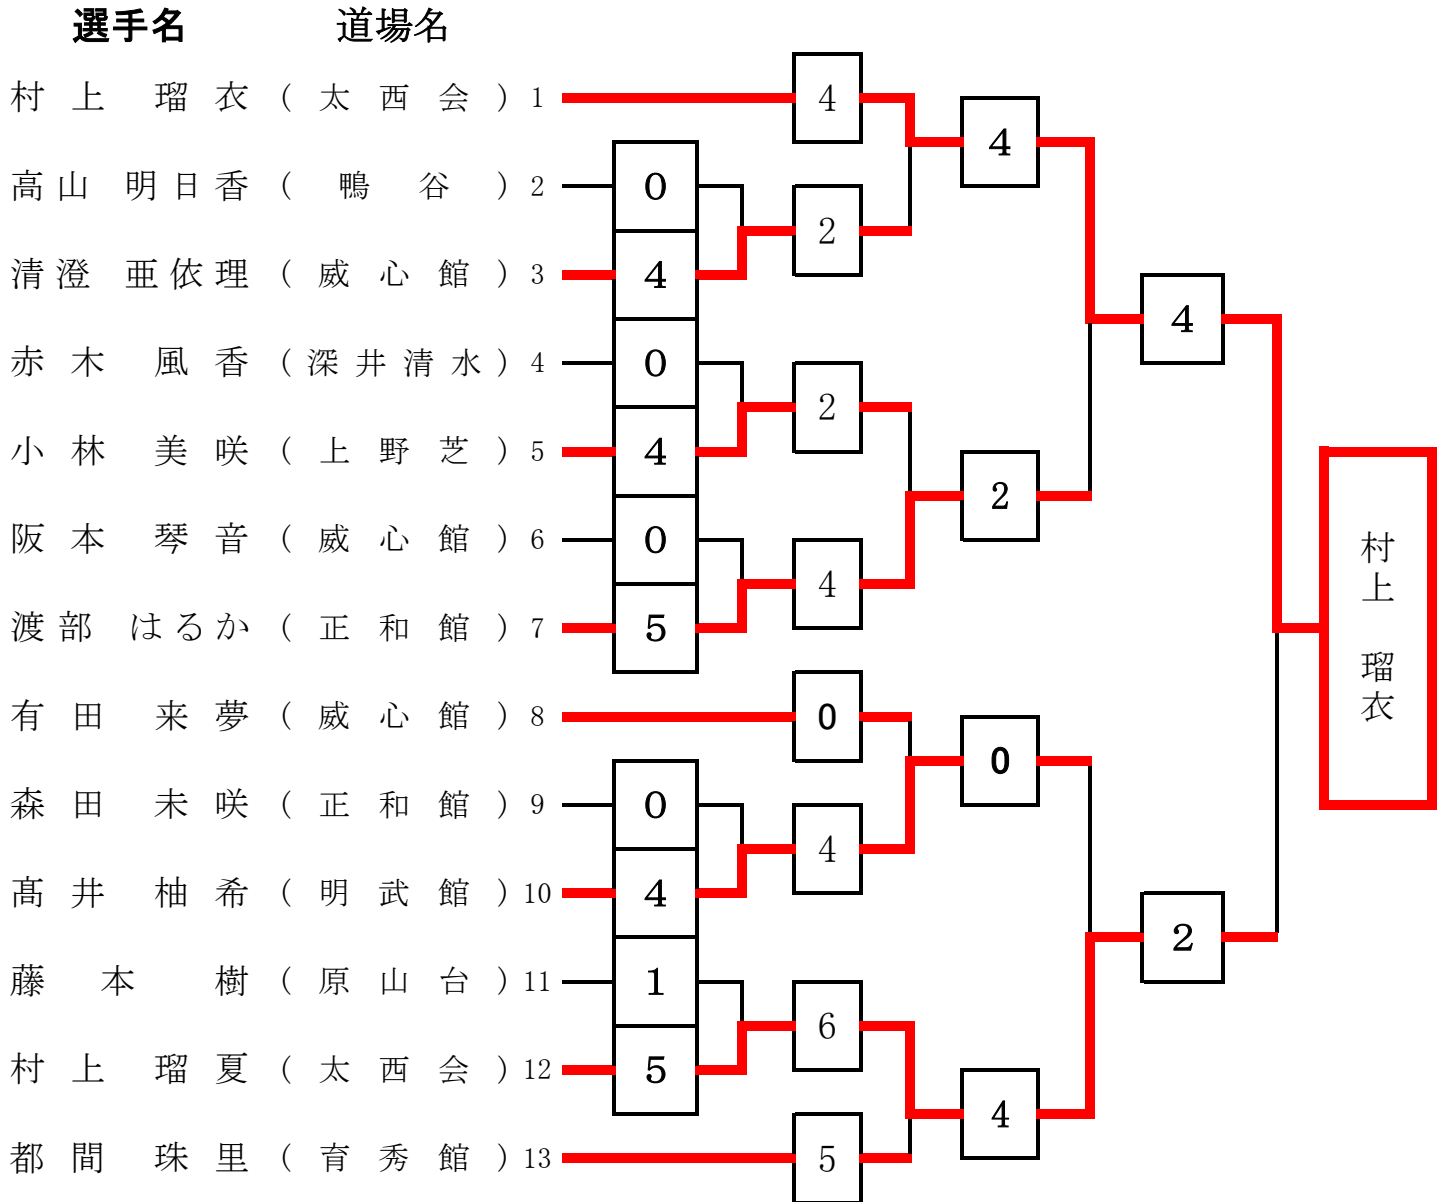 選手名 道場名
村上 瑠衣 (太西会) 1 4
4
高山 明日香 (鴨谷) 2 0
2
清澄 亜依理 (威心館) 3 4
4
赤木 風香 (深井清水) 4 0
2
小林 美咲 (上野芝) 5 4
2
阪本 琴音 (威心館) 6 0
4
渡部 はるか (正和館) 7 5
村上 瑠衣
有田 来夢 (威心館) 8 0
0
森田 未咲 (正和館) 9 0
4
髙井 柚希 (明武館) 10 4
2
藤本 樹 (原山台) 11 1
6
村上 瑠夏 (太西会) 12 5
4
都間 珠里 (育秀館) 13 5